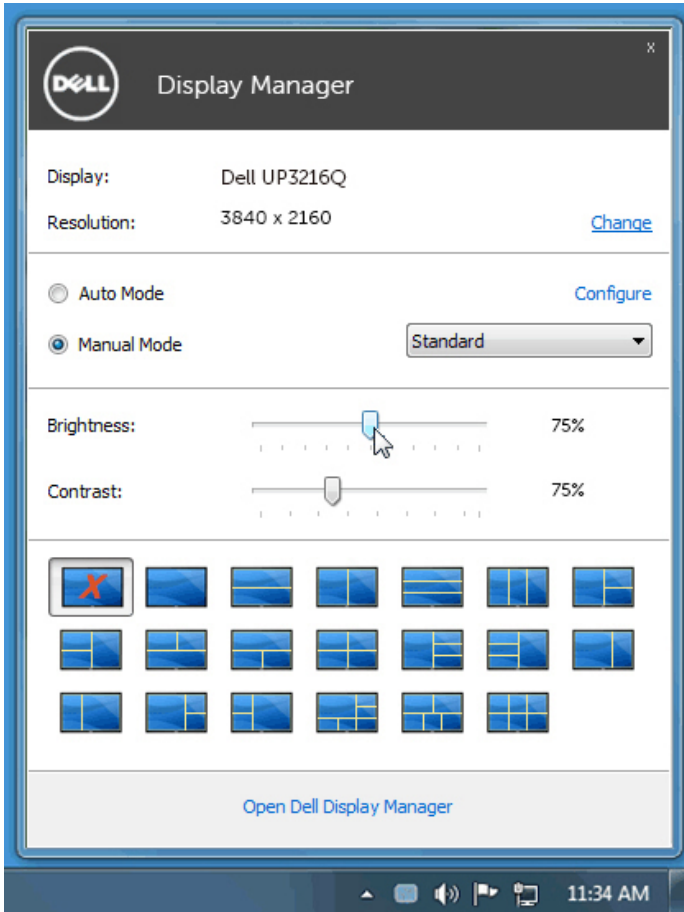 x
DELL Display Manager
Display: Dell UP3216Q
Resolution: 3840 x 2160 Change
Auto Mode Configure
Manual Mode Standard
Brightness: 75%
Contrast: 75%
Open Dell Display Manager
11:34 AM